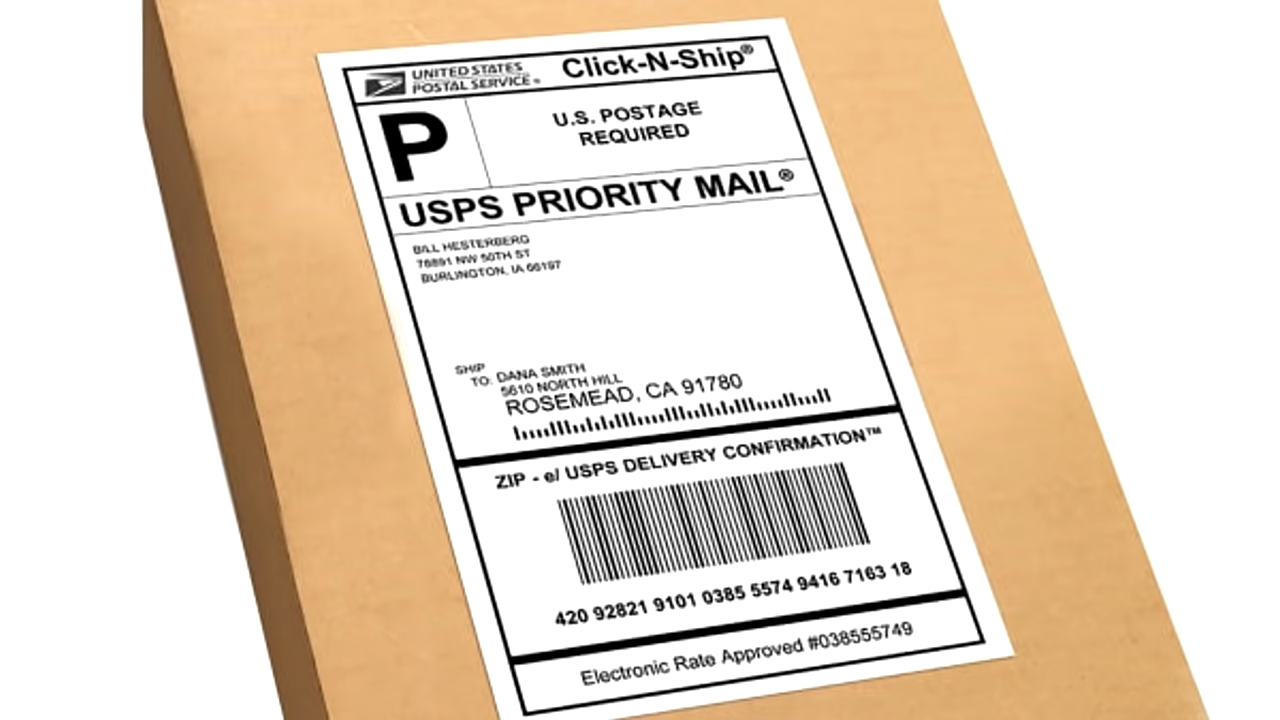 UNITED STATES
POSTAL SERVICE®
Click-N-Ship®
P
U.S. POSTAGE
REQUIRED
USPS PRIORITY MAIL®
BILL HESTERBERG
76891 NW 50TH ST
BURLINGTON, IA 66197
SHIP
TO: DANA SMITH
5610 NORTH HILL
ROSEMEAD, CA 91780
ZIP - e/ USPS DELIVERY CONFIRMATION™
420 92821 9101 0385 5574 9416 7163 18
Electronic Rate Approved #038555749